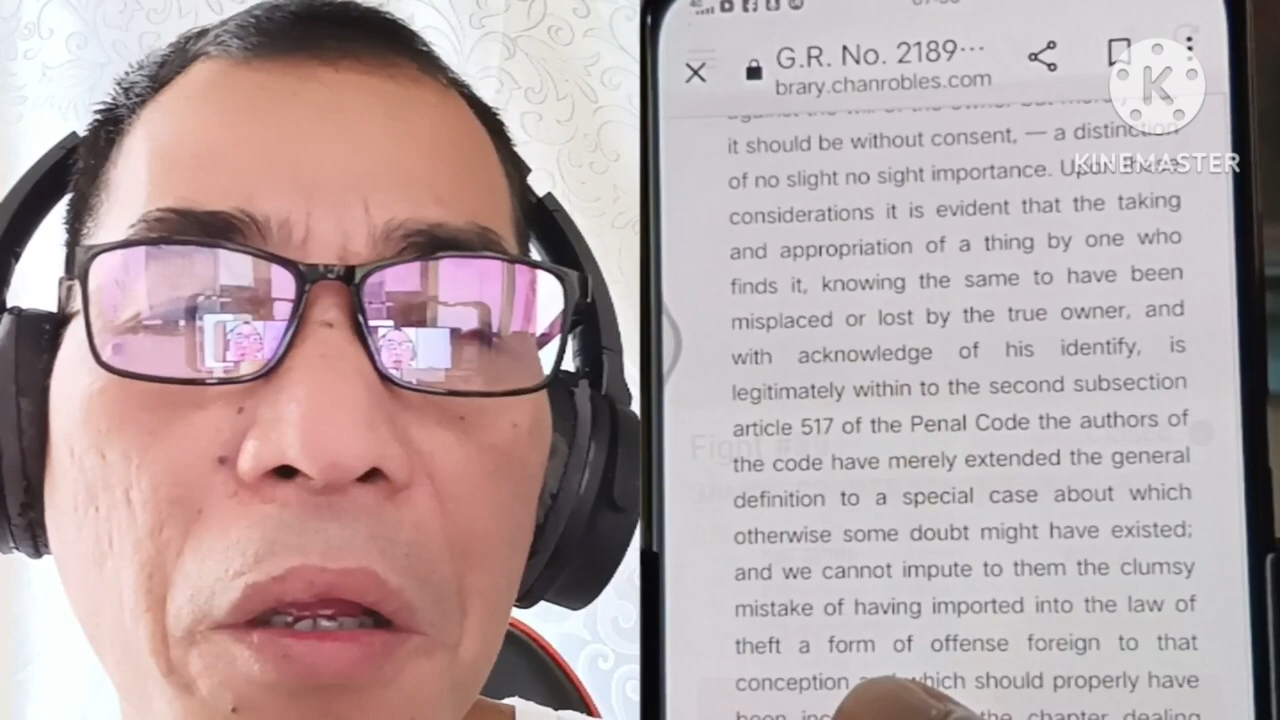 G.R. No. 2189...
brary.chanrobles.com
K
KINEMASTER
it should be without consent, — a distinction
of no slight no sight importance. Upon these
considerations it is evident that the taking
and appropriation of a thing by one who
finds it, knowing the same to have been
misplaced or lost by the true owner, and
with acknowledge of his identify, is
legitimately within to the second subsection
article 517 of the Penal Code the authors of
the code have merely extended the general
definition to a special case about which
otherwise some doubt might have existed;
and we cannot impute to them the clumsy
mistake of having imported into the law of
theft a form of offense foreign to that
conception which should properly have
the chapter dealing